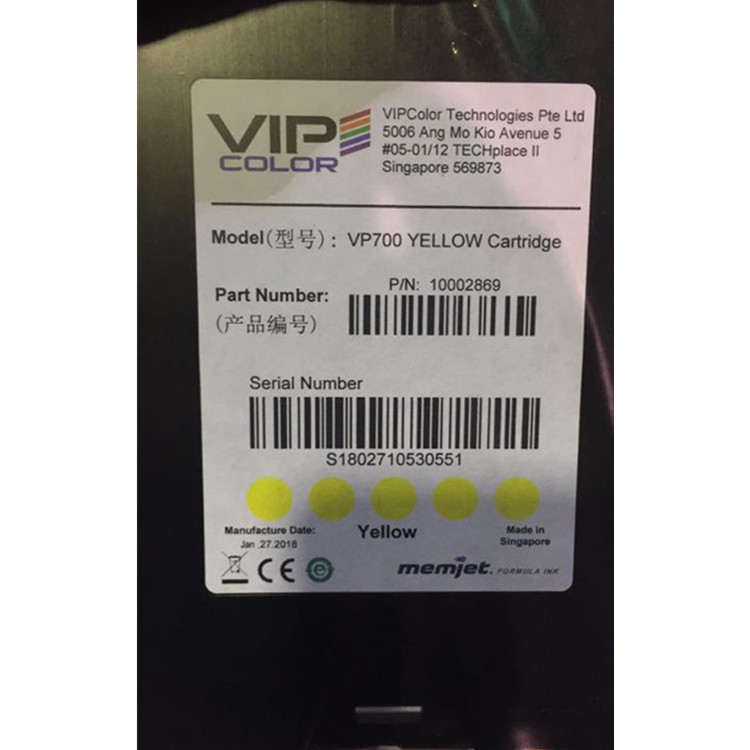 VIP
COLOR
VIPColor Technologies Pte Ltd
5006 Ang Mo Kio Avenue 5
#05-01/12 TECHplace II
Singapore 569873
Model(型号): VP700 YELLOW Cartridge
P/N: 10002869
Part Number:
(产品编号)
Serial Number
S1802710530551
Manufacture Date:
Jan .27.2018
Yellow
Made in
Singapore
CE
memjet. FORMULA INK